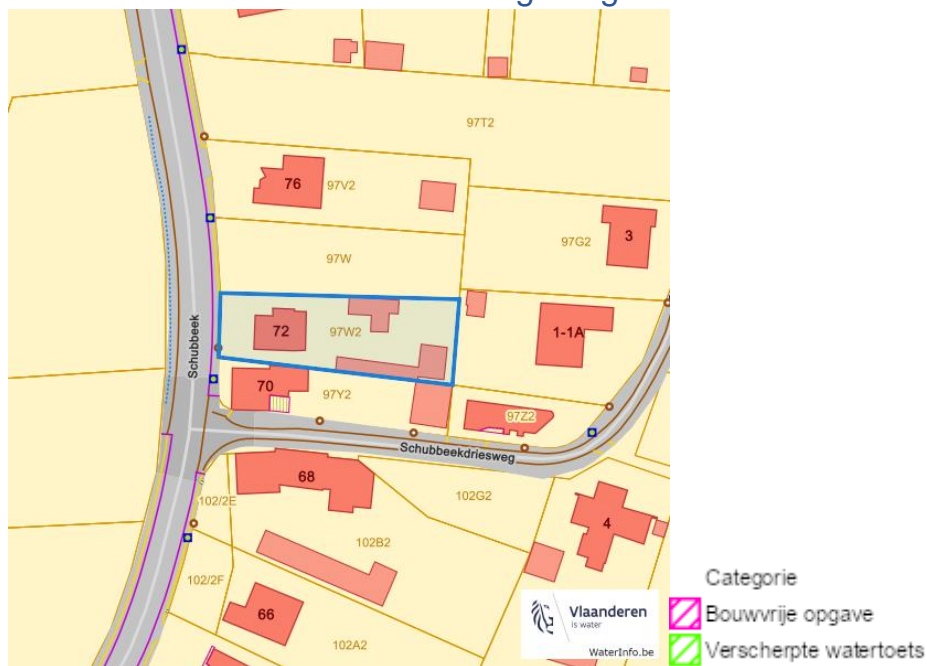 97T2
76
97V2
3
97G2
97W
72
97W2
1-1A
Schubbeek
70
97Y2
97Z2
Schubbeekdriesweg
68
102G2
102/2E
4
102B2
102/2F
66
102A2
Vlaanderen
is water
WaterInfo.be
Categorie
Bouwvrije opgave
Verscherpte watertoets